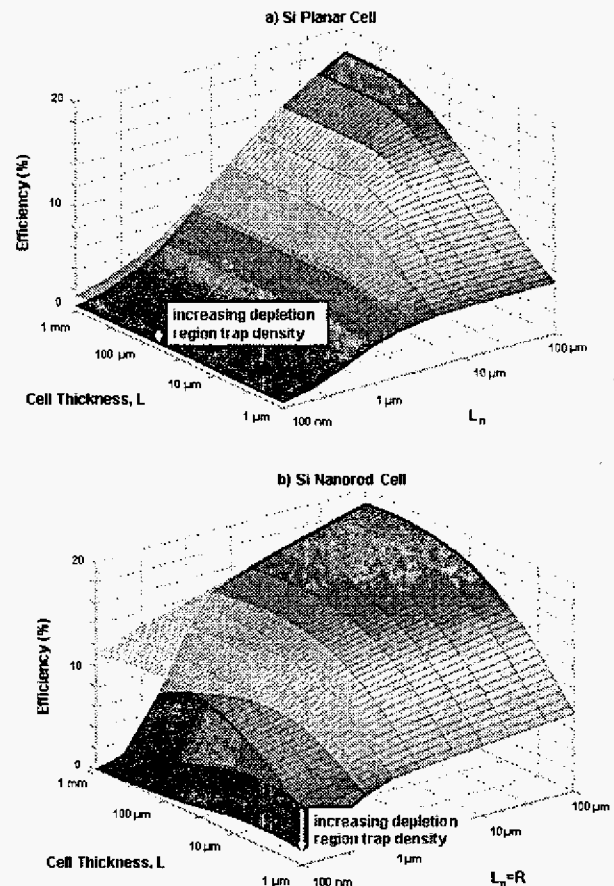 a) Si Planar Cell
20
10
0
Efficiency (%)
increasing depletion
region trap density
1 mm
100 µm
10 µm
1 µm
Cell Thickness, L
100 nm
1 µm
10 µm
100 µm
Ln
b) Si Nanorod Cell
20
10
0
Efficiency (%)
increasing depletion
region trap density
1 mm
100 µm
10 µm
1 µm
Cell Thickness, L
100 nm
1µm
10 µm
100 µm
Ln=R